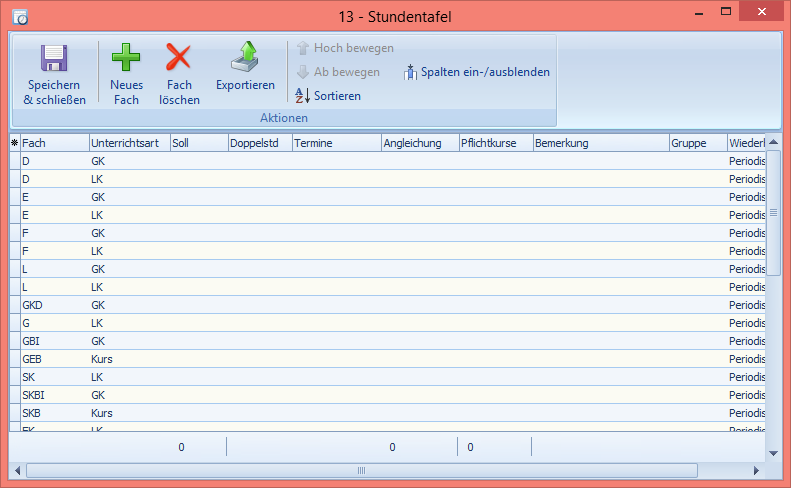 13 - Stundentafel
Speichern
& schließen
Neues
Fach
Fach
löschen
Exportieren
Hoch bewegen
Ab bewegen
Sortieren
Spalten ein-/ausblenden
Aktionen
Fach Unterrichtsart Soll Doppelstd Termine Angleichung Pflichtkurse Bemerkung Gruppe Wiederl
D GK Periodis
D LK Periodis
E GK Periodis
E LK Periodis
F GK Periodis
F LK Periodis
L GK Periodis
L LK Periodis
GKD GK Periodis
G LK Periodis
GBI GK Periodis
GEB Kurs Periodis
SK LK Periodis
SKBI GK Periodis
SKB Kurs Periodis
EK LK Periodis
0 0 0